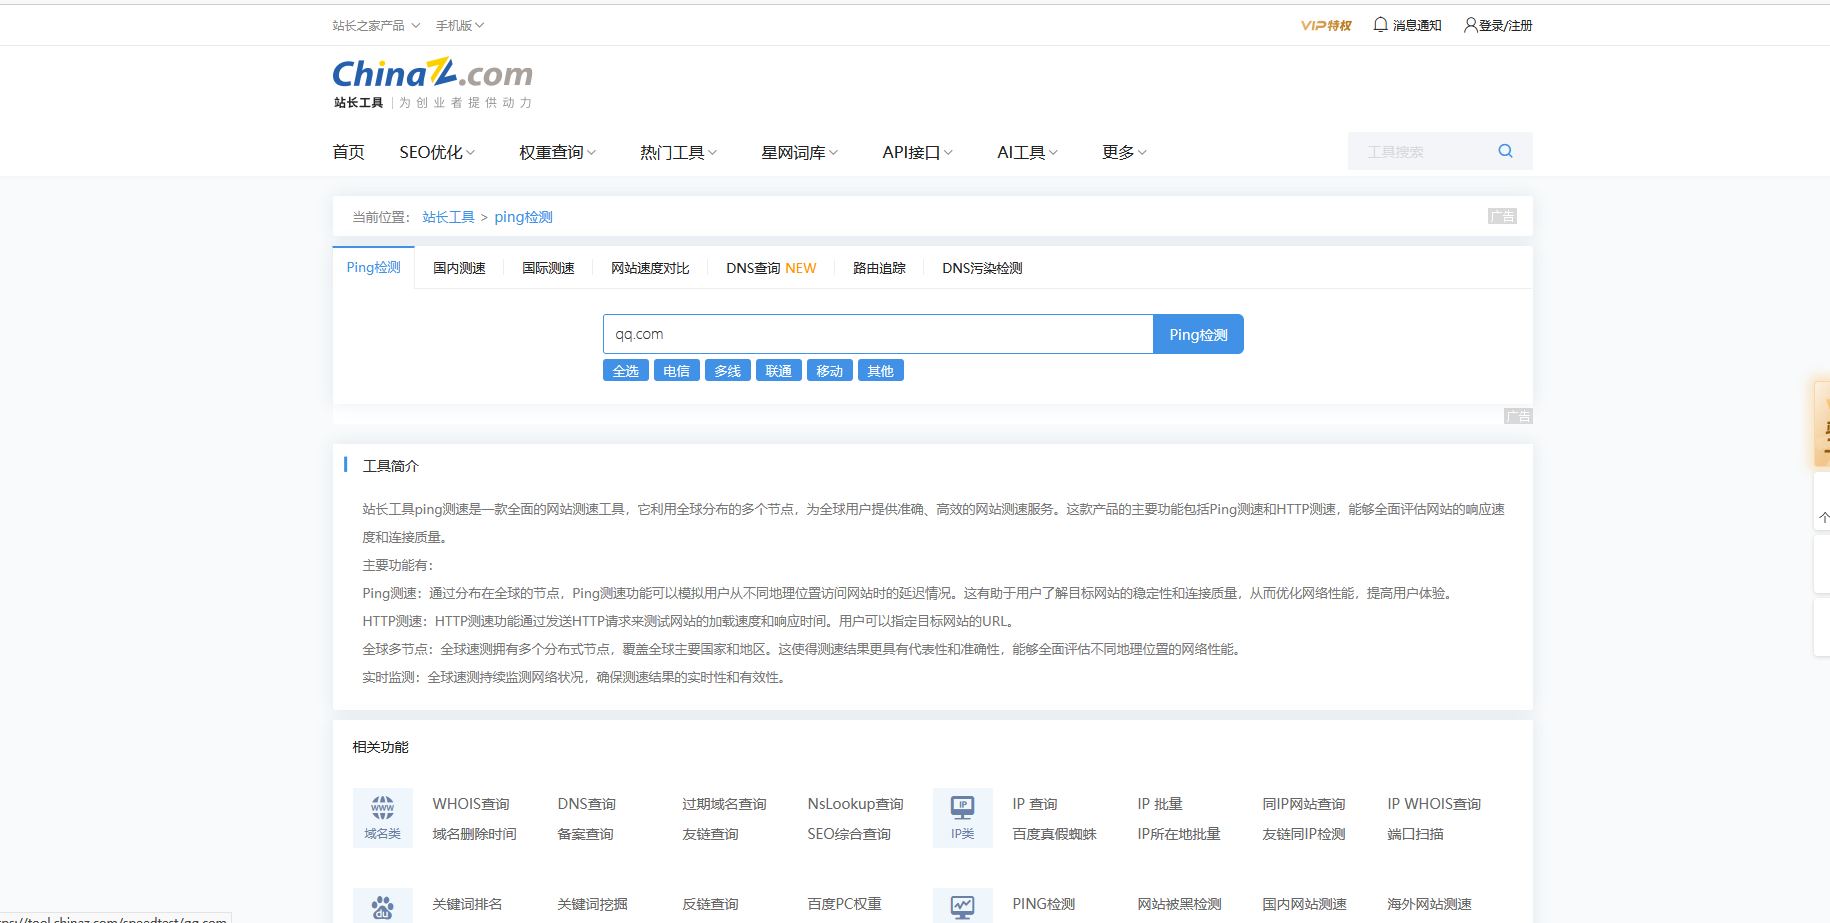 站长之家产品 手机版 VIP特权 消息通知 登录/注册
ChinaZ.com
站长工具 为创业者提供动力
首页 SEO优化 权重查询 热门工具 星网词库 API接口 AI工具 更多 工具搜索
当前位置： 站长工具 > ping检测 广告
Ping检测 国内测速 国际测速 网站速度对比 DNS查询 NEW 路由追踪 DNS污染检测
qq.com Ping检测
全选 电信 多线 联通 移动 其他
广告
工具简介
站长工具ping测速是一款全面的网站测速工具，它利用全球分布的多个节点，为全球用户提供准确、高效的网站测速服务。这款产品的主要功能包括Ping测速和HTTP测速，能够全面评估网站的响应速
度和连接质量。
主要功能有：
Ping测速：通过分布在全球的节点，Ping测速功能可以模拟用户从不同地理位置访问网站时的延迟情况。这有助于用户了解目标网站的稳定性和连接质量，从而优化网络性能，提高用户体验。
HTTP测速：HTTP测速功能通过发送HTTP请求来测试网站的加载速度和响应时间。用户可以指定目标网站的URL。
全球多节点：全球速测拥有多个分布式节点，覆盖全球主要国家和地区。这使得测速结果更具有代表性和准确性，能够全面评估不同地理位置的网络性能。
实时监测：全球速测持续监测网络状况，确保测速结果的实时性和有效性。
个
相关功能
WWW 域名类 WHOIS查询 DNS查询 过期域名查询 NsLookup查询 IP IP类 IP 查询 IP 批量 同IP网站查询 IP WHOIS查询
域名删除时间 备案查询 友链查询 SEO综合查询 百度真假蜘蛛 IP所在地批量 友链同IP检测 端口扫描
du 关键词排名 关键词挖掘 反链查询 百度PC权重 PING检测 网站被黑检测 国内网站测速 海外网站测速
ps://tool.chinaz.com/speedtest/qq.com